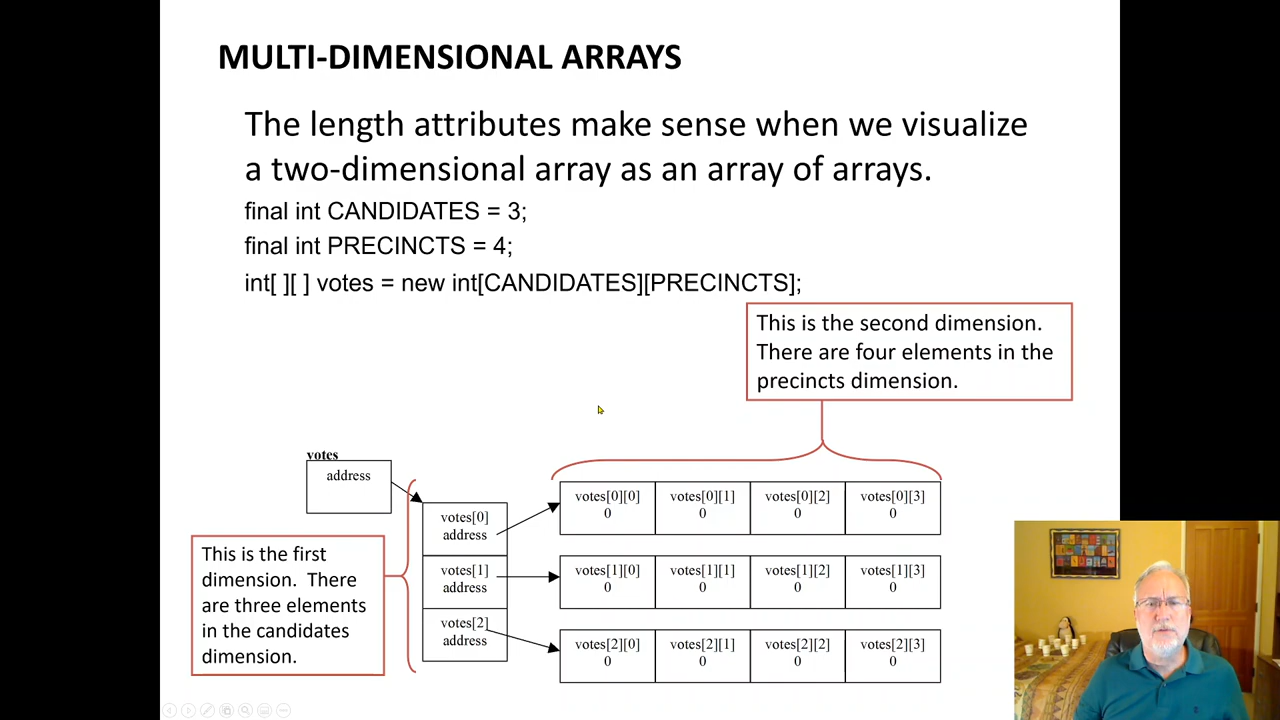 MULTI-DIMENSIONAL ARRAYS
The length attributes make sense when we visualize
a two-dimensional array as an array of arrays.
final int CANDIDATES = 3;
final int PRECINCTS = 4;
int[ ][ ] votes = new int[CANDIDATES][PRECINCTS];
This is the second dimension.
There are four elements in the
precincts dimension.
votes
address
votes[0]
address
votes[1]
address
votes[2]
address
votes[0][0]
0
votes[0][1]
0
votes[0][2]
0
votes[0][3]
0
votes[1][0]
0
votes[1][1]
0
votes[1][2]
0
votes[1][3]
0
votes[2][0]
0
votes[2][1]
0
votes[2][2]
0
votes[2][3]
0
This is the first
dimension. There
are three elements
in the candidates
dimension.